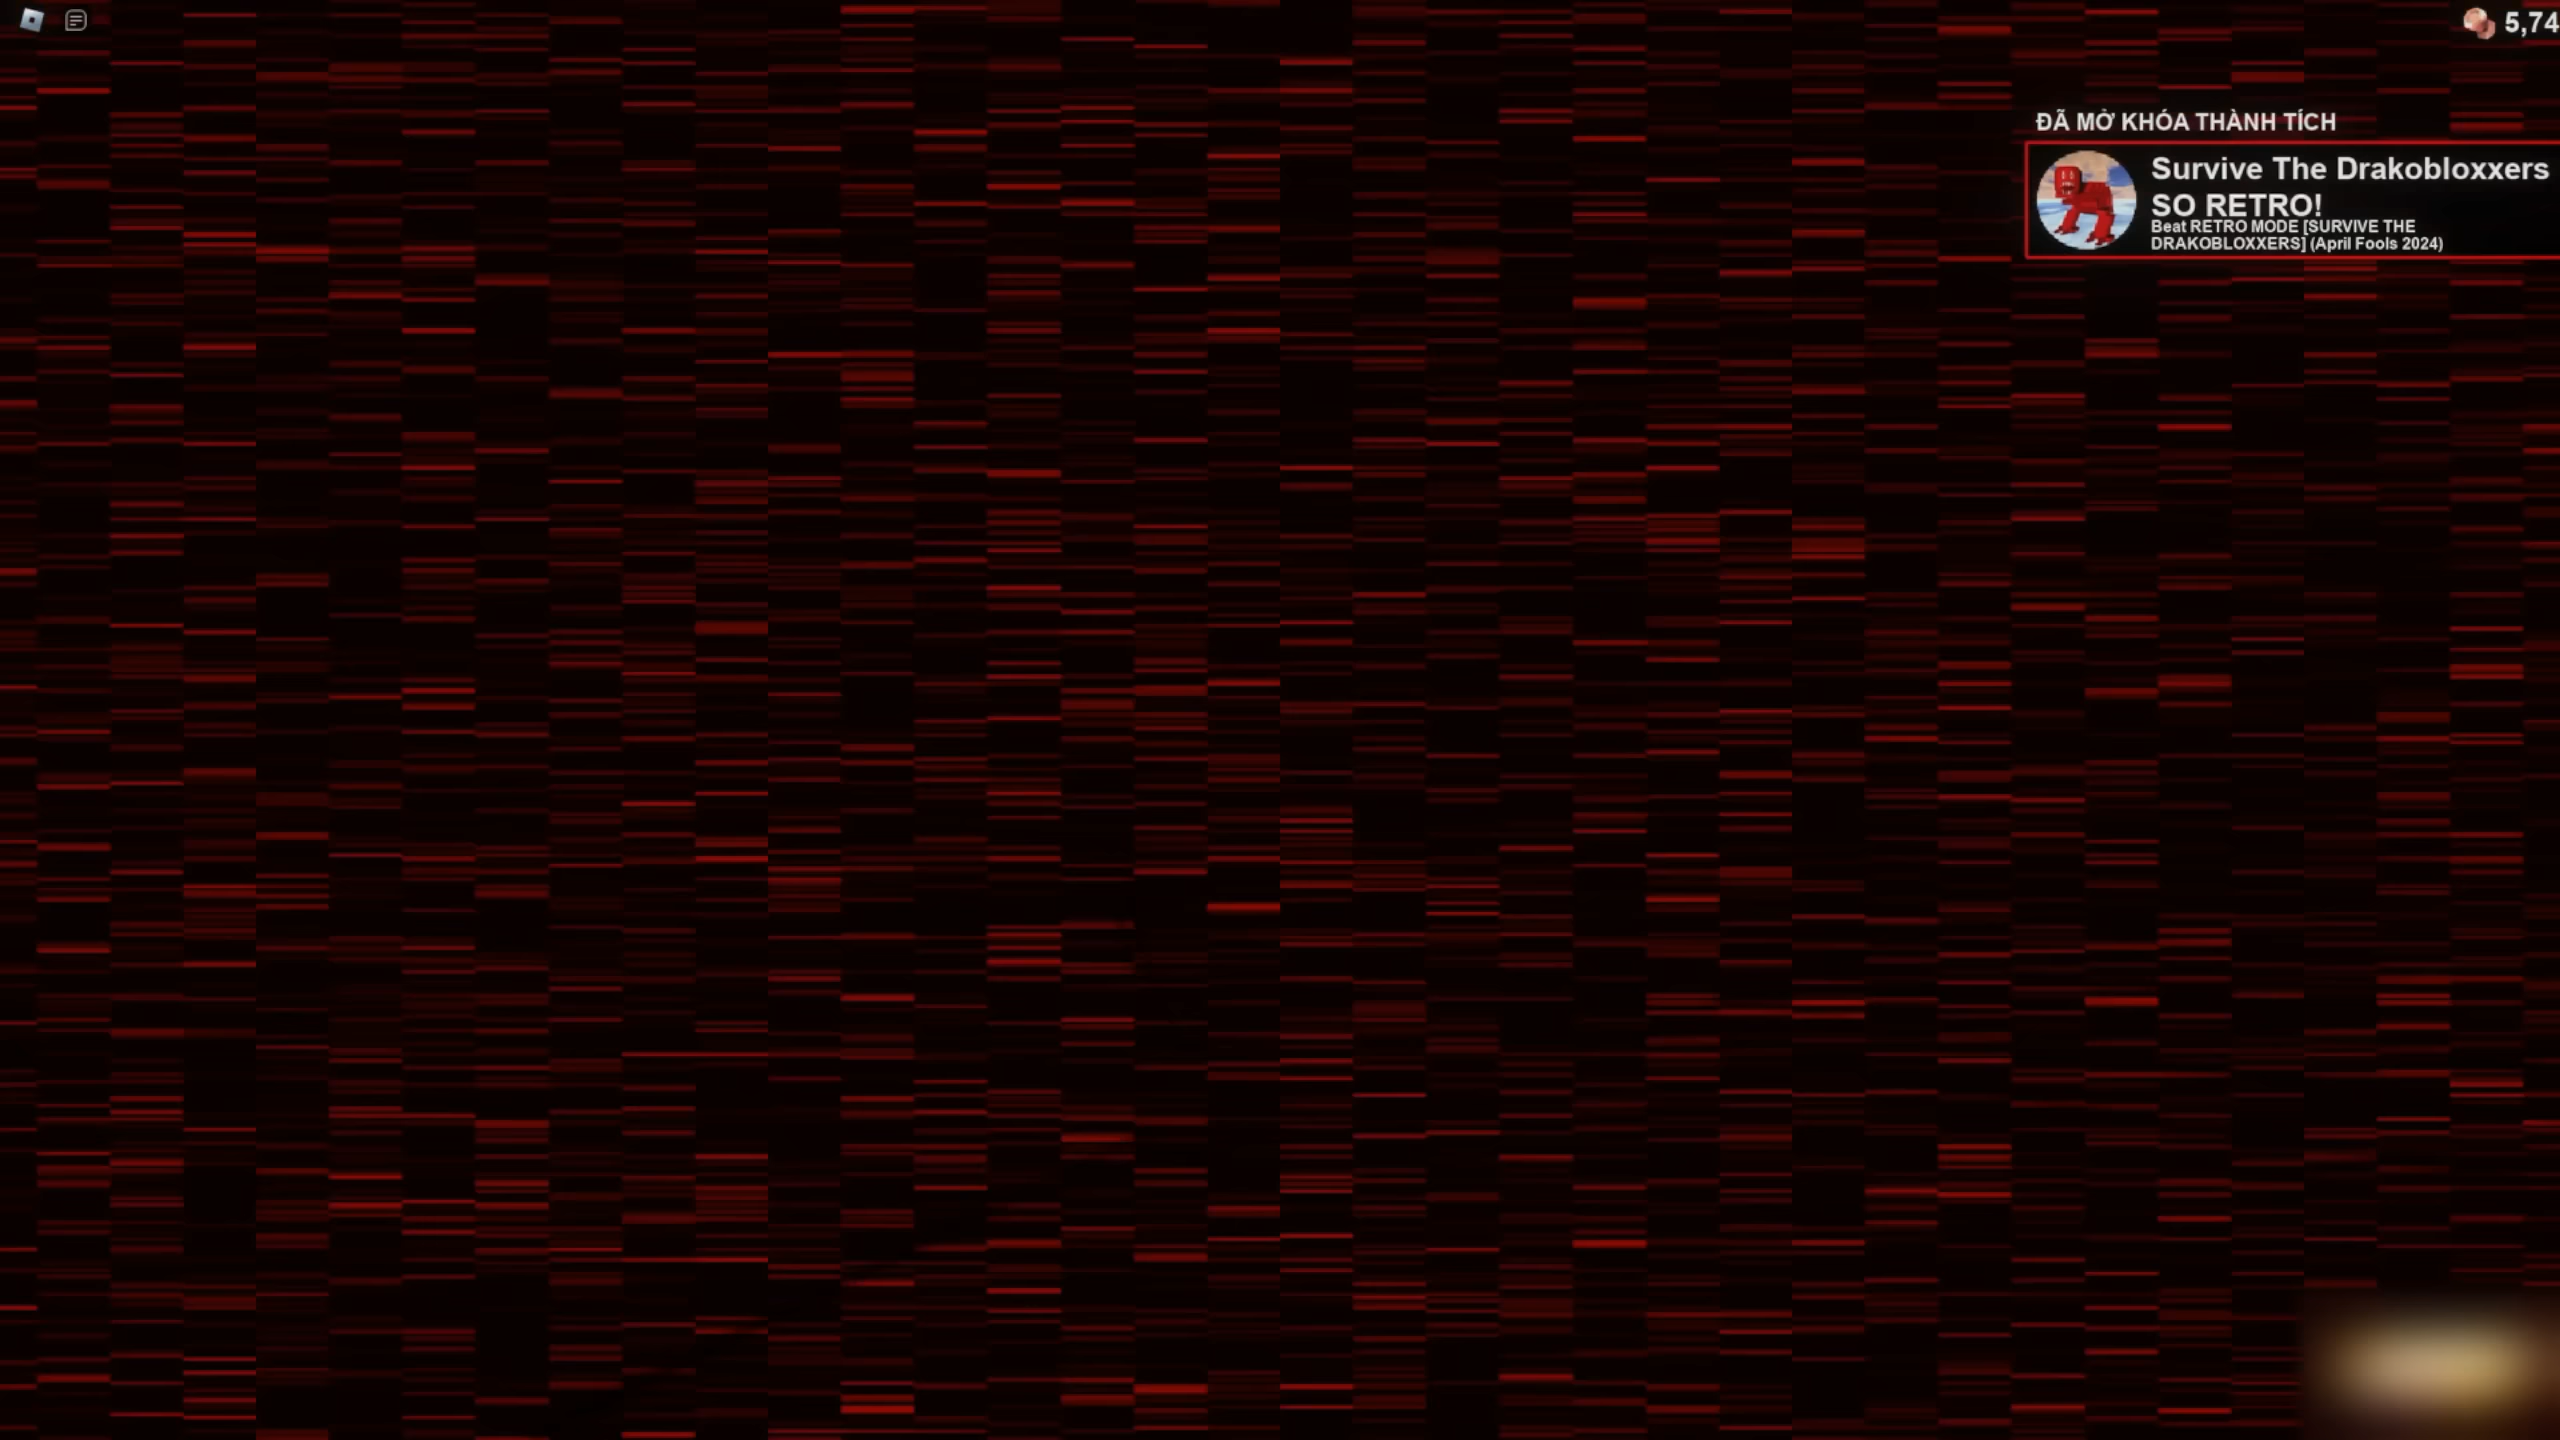 5,74
ĐÃ MỞ KHÓA THÀNH TÍCH
Survive The Drakobloxxers
SO RETRO!
Beat RETRO MODE [SURVIVE THE
DRAKOBLOXXERS] (April Fools 2024)